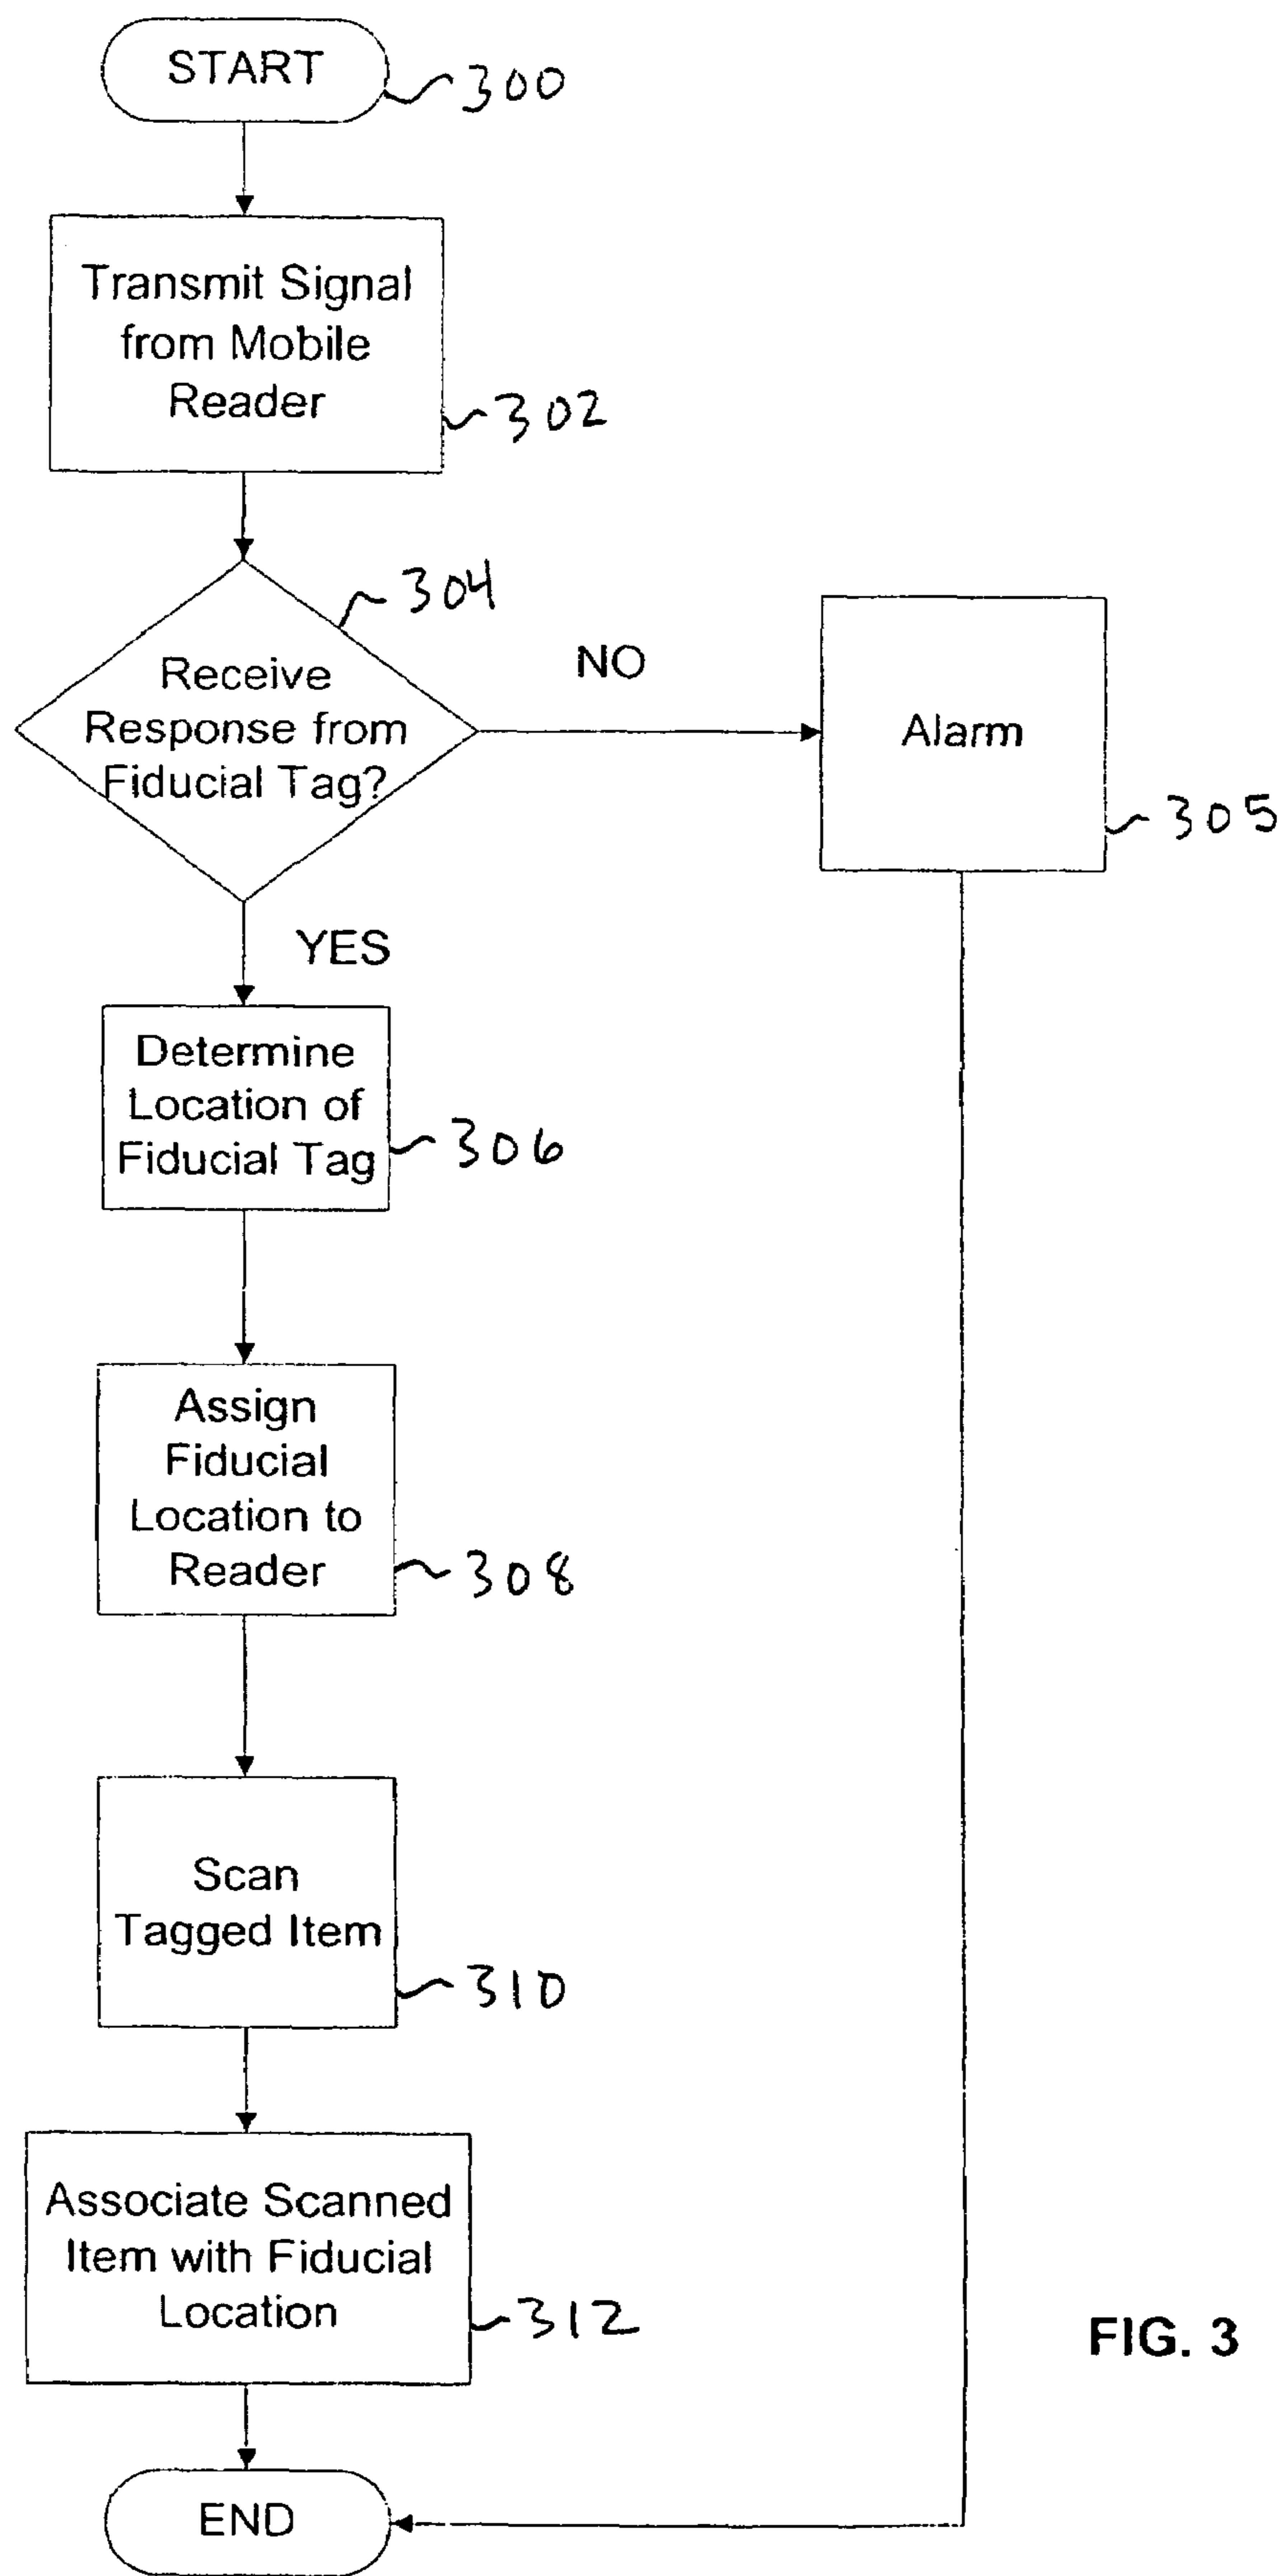 START
300
Transmit Signal
from Mobile
Reader
302
304
Receive
Response from
Fiducial Tag?
NO
Alarm
305
YES
Determine
Location of
Fiducial Tag
306
Assign
Fiducial
Location to
Reader
308
Scan
Tagged Item
310
Associate Scanned
Item with Fiducial
Location
312
FIG. 3
END